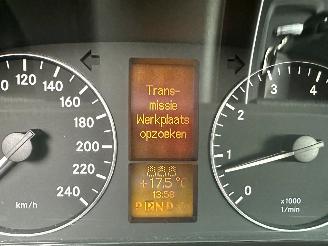 120
140
160
180
200
220
240
km/h
Trans-
missie
Werkplaats
opzoeken
+17.5 °C
13:58
4
3
2
1
0
x1000
1/min